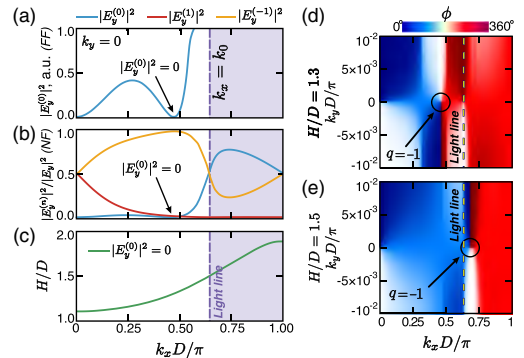 |E_y^(0)|² |E_y^(1)|² |E_y^(-1)|²
(a)
k_y = 0
|E_y^(0)|² = 0
k_x = k_0
|E_y^(0)|², a.u. (FF)
1.0
0.0
(b)
|E_y^(0)|² = 0
|E_y^(n)|²/|E_y|² (NF)
1.0
0.5
0.0
(c)
|E_y^(0)|² = 0
Light line
H/D
2.0
1.5
1.0
0 0.25 0.50 0.75 1.00
k_x D/π
ϕ
0° 360°
(d)
H/D = 1.3
k_y D/π
10⁻²
5×10⁻³
0
-5×10⁻³
-10⁻²
q=-1
Light line
(e)
H/D = 1.5
k_y D/π
10⁻²
5×10⁻³
0
-5×10⁻³
-10⁻²
q=-1
Light line
0 0.25 0.5 0.75 1
k_x D/π